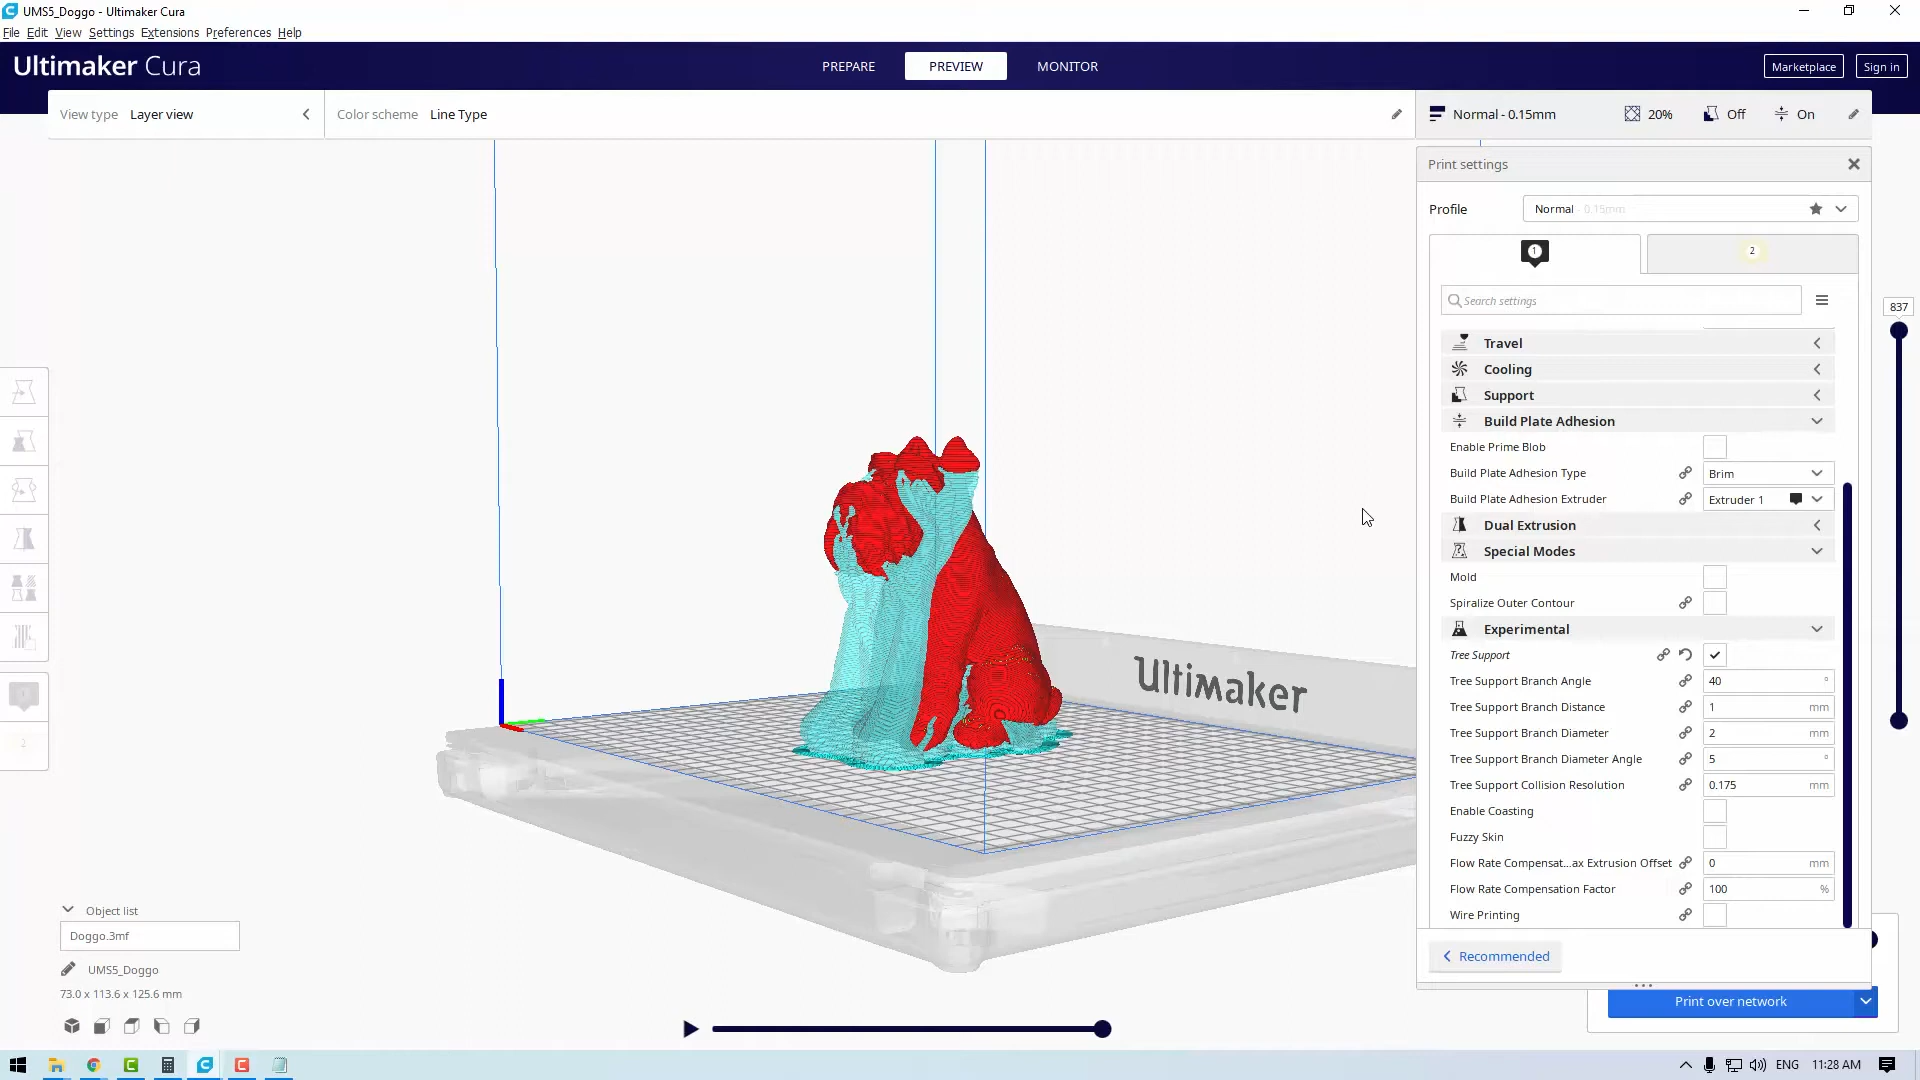 UMS5_Doggo - Ultimaker Cura
File Edit View Settings Extensions Preferences Help
Ultimaker Cura
PREPARE PREVIEW MONITOR
Marketplace Sign in
View type Layer view
Color scheme Line Type
Normal - 0.15mm 20% Off On
Print settings
Profile Normal - 0.15mm
1 2
Search settings
837
Travel
Cooling
Support
Build Plate Adhesion
Enable Prime Blob
Build Plate Adhesion Type Brim
Build Plate Adhesion Extruder Extruder 1
Dual Extrusion
Special Modes
Mold
Spiralize Outer Contour
Experimental
Tree Support
Tree Support Branch Angle 40 °
Tree Support Branch Distance 1 mm
Tree Support Branch Diameter 2 mm
Tree Support Branch Diameter Angle 5 °
Tree Support Collision Resolution 0.175 mm
Enable Coasting
Fuzzy Skin
Flow Rate Compensat...ax Extrusion Offset 0 mm
Flow Rate Compensation Factor 100 %
Wire Printing
Recommended
Print over network
Ultimaker
1
2
Object list
Doggo.3mf
UMS5_Doggo
73.0 x 113.6 x 125.6 mm
ENG 11:28 AM